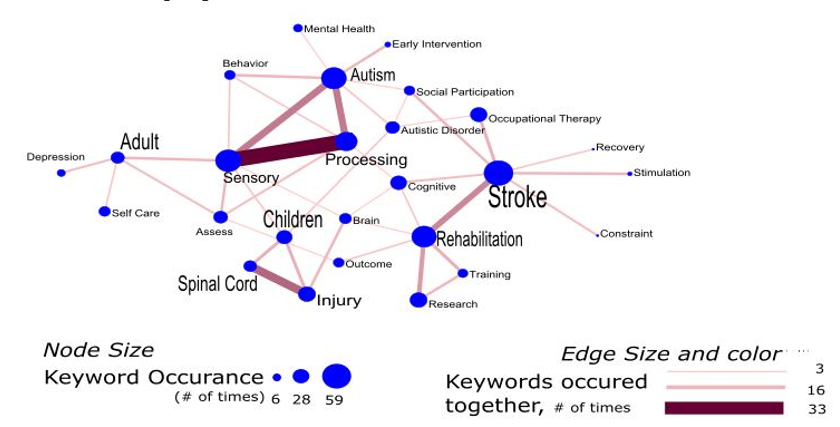 Mental Health
Early Intervention
Behavior
Autism
Social Participation
Occupational Therapy
Autistic Disorder
Adult
Recovery
Depression
Processing
Sensory
Stimulation
Cognitive
Stroke
Self Care
Children
Brain
Assess
Constraint
Rehabilitation
Outcome
Training
Spinal Cord
Injury
Research
Node Size
Keyword Occurance
(# of times)
6 28 59
Edge Size and color
Keywords occured
together, # of times
3
16
33